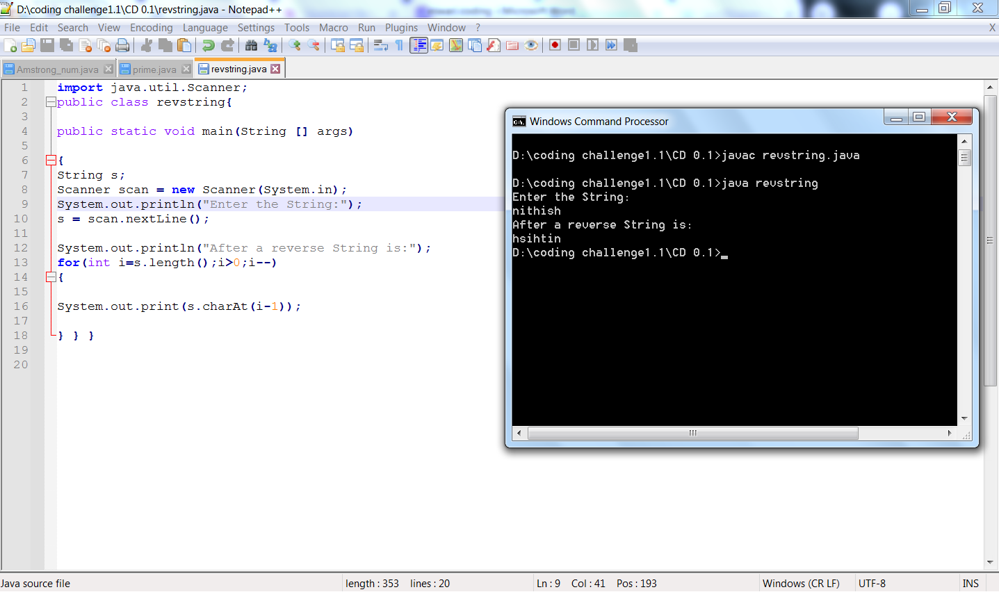 D:\coding challenge1.1\CD 0.1\revstring.java - Notepad++
File Edit Search View Encoding Language Settings Tools Macro Run Plugins Window ? X
Amstrong_num.java prime.java revstring.java
1 import java.util.Scanner;
2 public class revstring{
3
4 public static void main(String [] args)
5
6 {
7 String s;
8 Scanner scan = new Scanner(System.in);
9 System.out.println("Enter the String:");
10 s = scan.nextLine();
11
12 System.out.println("After a reverse String is:");
13 for(int i=s.length();i>0;i--)
14 {
15
16 System.out.print(s.charAt(i-1));
17
18 } } }
19
20
Windows Command Processor
D:\coding challenge1.1\CD 0.1>javac revstring.java
D:\coding challenge1.1\CD 0.1>java revstring
Enter the String:
nithish
After a reverse String is:
hsihtin
D:\coding challenge1.1\CD 0.1>
Java source file length : 353 lines : 20 Ln : 9 Col : 41 Pos : 193 Windows (CR LF) UTF-8 INS